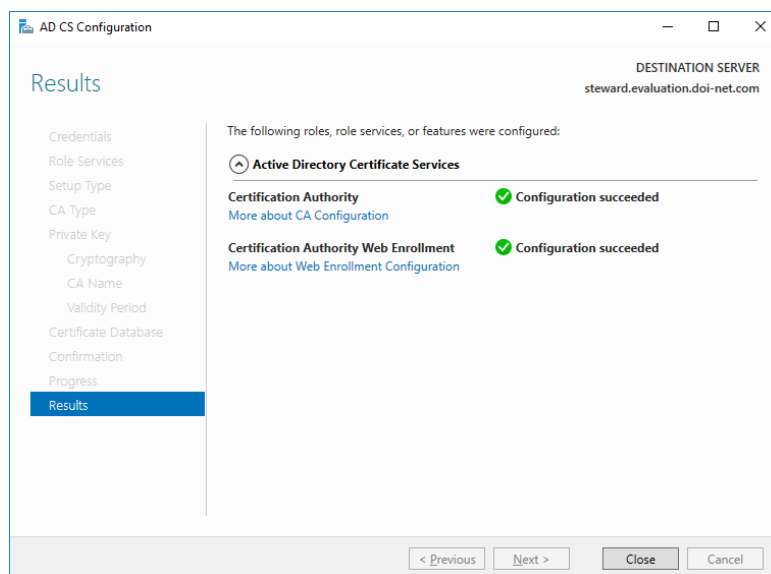 AD CS Configuration
Results
DESTINATION SERVER
steward.evaluation.doi-net.com
Credentials
Role Services
Setup Type
CA Type
Private Key
Cryptography
CA Name
Validity Period
Certificate Database
Confirmation
Progress
Results
The following roles, role services, or features were configured:
Active Directory Certificate Services
Certification Authority
Configuration succeeded
More about CA Configuration
Certification Authority Web Enrollment
Configuration succeeded
More about Web Enrollment Configuration
< Previous
Next >
Close
Cancel